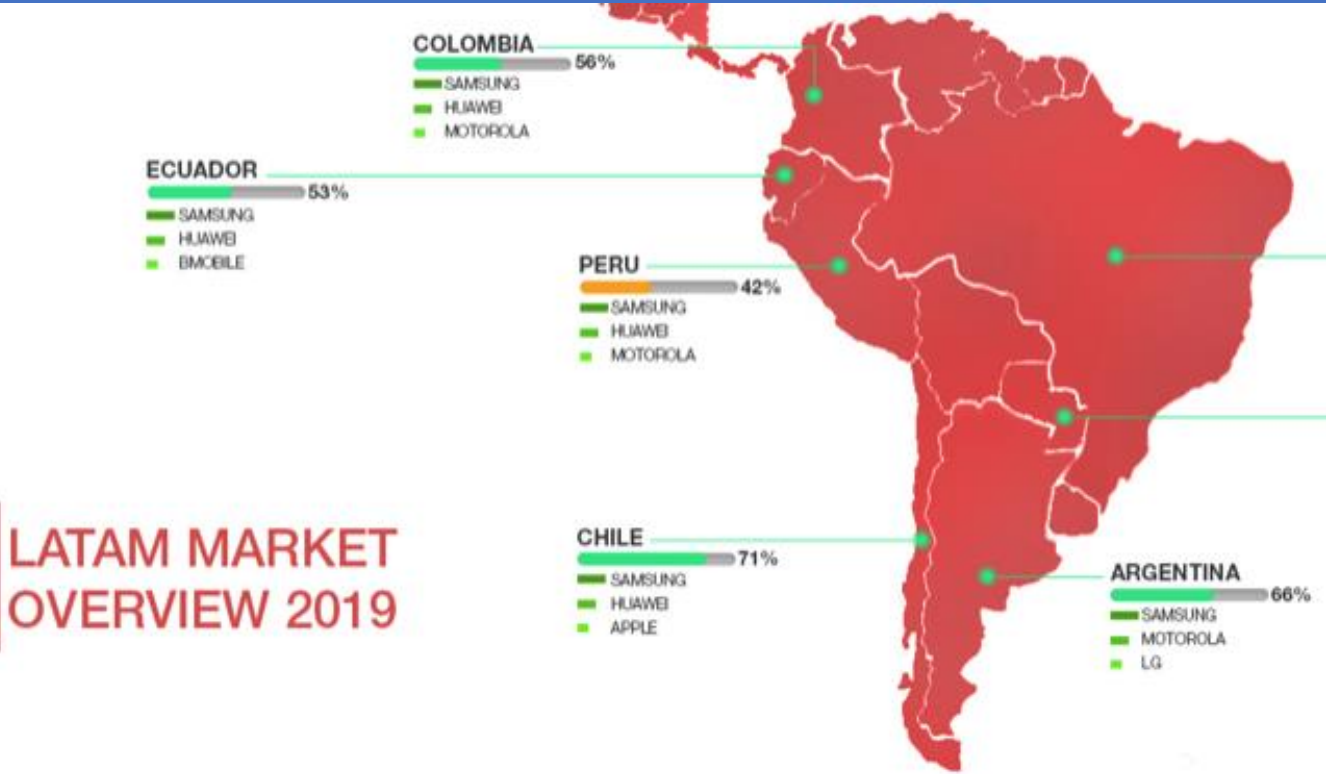 COLOMBIA
56%
SAMSUNG
HUAWEI
MOTOROLA
ECUADOR
53%
SAMSUNG
HUAWEI
BMOBILE
PERU
42%
SAMSUNG
HUAWEI
MOTOROLA
LATAM MARKET
OVERVIEW 2019
CHILE
71%
SAMSUNG
HUAWEI
APPLE
ARGENTINA
66%
SAMSUNG
MOTOROLA
LG